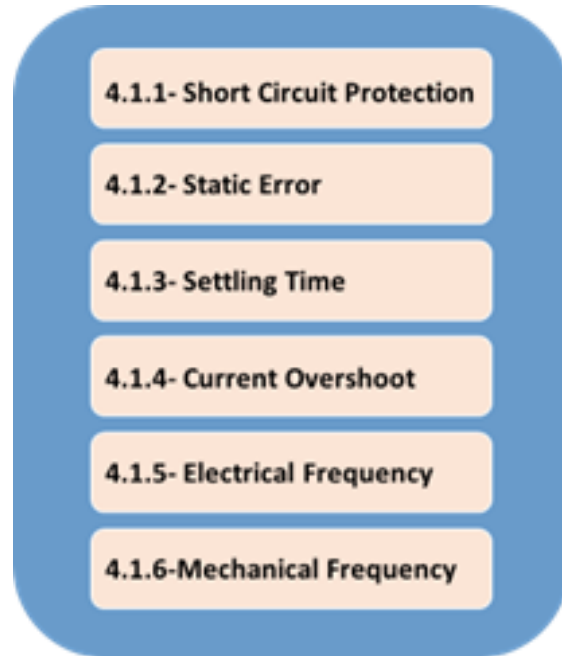 4.1.1- Short Circuit Protection
4.1.2- Static Error
4.1.3- Settling Time
4.1.4- Current Overshoot
4.1.5- Electrical Frequency
4.1.6-Mechanical Frequency